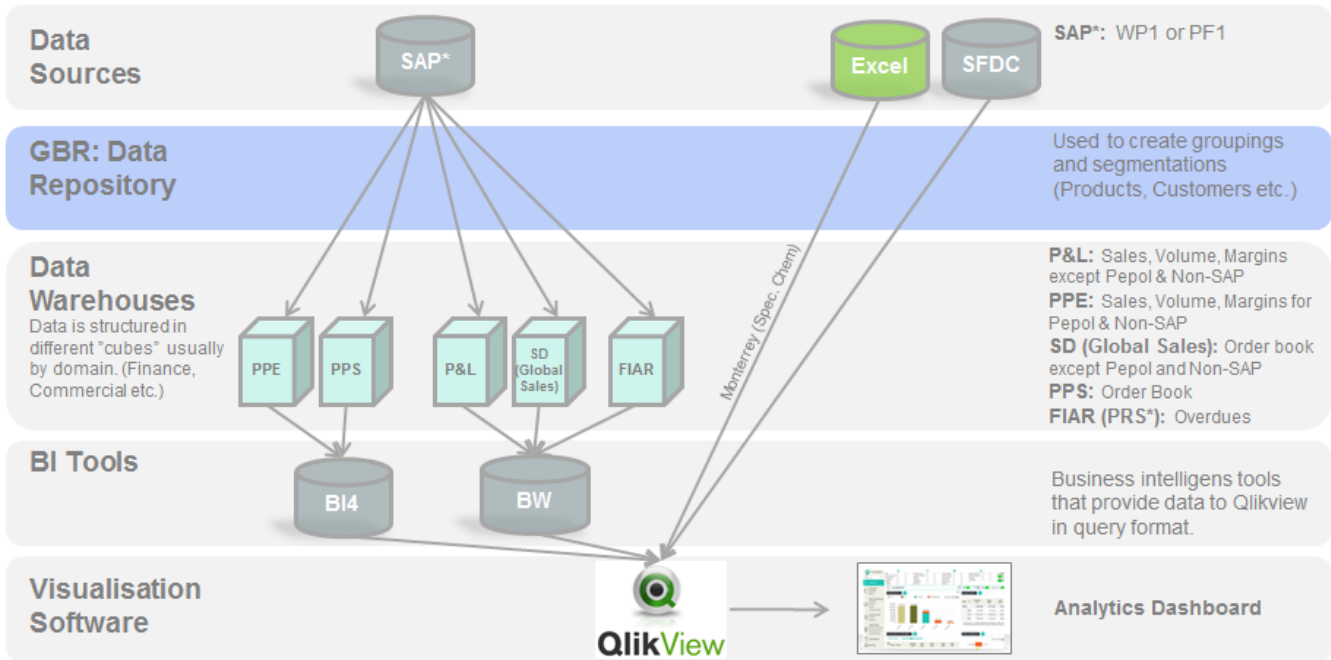 Data
Sources
SAP*
Excel
SFDC
SAP*: WP1 or PF1
GBR: Data
Repository
Used to create groupings
and segmentations
(Products, Customers etc.)
Data
Warehouses
Data is structured in
different "cubes" usually
by domain. (Finance,
Commercial etc.)
PPE
PPS
P&L
SD
(Global
Sales)
FIAR
Monterrey (Spec. Chem)
P&L: Sales, Volume, Margins
except Pepol & Non-SAP
PPE: Sales, Volume, Margins for
Pepol & Non-SAP
SD (Global Sales): Order book
except Pepol and Non-SAP
PPS: Order Book
FIAR (PRS*): Overdues
BI Tools
BI4
BW
Business intelligens tools
that provide data to Qlikview
in query format.
Visualisation
Software
QlikView
Analytics Dashboard